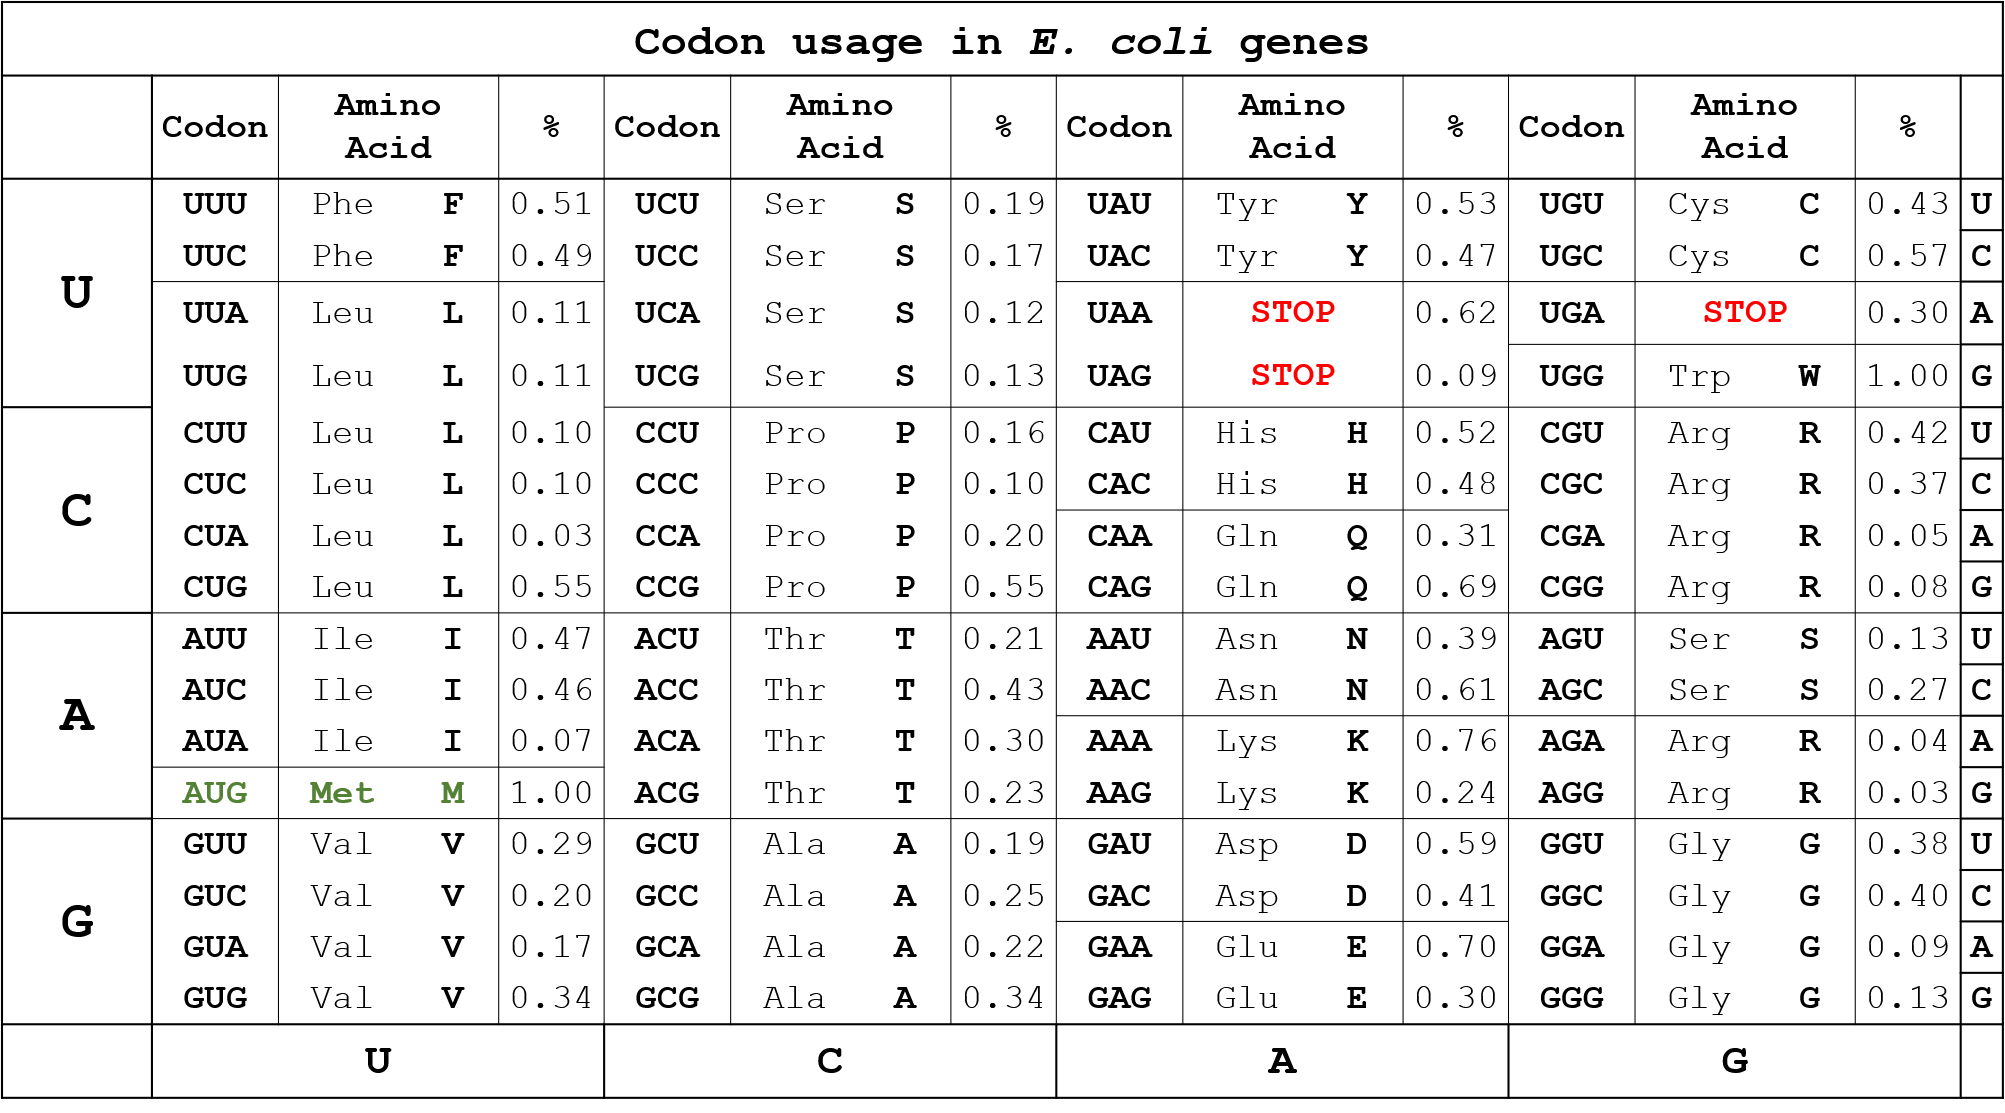 Codon usage in E. coli genes
Codon Amino Acid % Codon Amino Acid % Codon Amino Acid % Codon Amino Acid %
U
UUU Phe F 0.51 UCU Ser S 0.19 UAU Tyr Y 0.53 UGU Cys C 0.43 U
UUC Phe F 0.49 UCC Ser S 0.17 UAC Tyr Y 0.47 UGC Cys C 0.57 C
UUA Leu L 0.11 UCA Ser S 0.12 UAA STOP 0.62 UGA STOP 0.30 A
UUG Leu L 0.11 UCG Ser S 0.13 UAG STOP 0.09 UGG Trp W 1.00 G
C
CUU Leu L 0.10 CCU Pro P 0.16 CAU His H 0.52 CGU Arg R 0.42 U
CUC Leu L 0.10 CCC Pro P 0.10 CAC His H 0.48 CGC Arg R 0.37 C
CUA Leu L 0.03 CCA Pro P 0.20 CAA Gln Q 0.31 CGA Arg R 0.05 A
CUG Leu L 0.55 CCG Pro P 0.55 CAG Gln Q 0.69 CGG Arg R 0.08 G
A
AUU Ile I 0.47 ACU Thr T 0.21 AAU Asn N 0.39 AGU Ser S 0.13 U
AUC Ile I 0.46 ACC Thr T 0.43 AAC Asn N 0.61 AGC Ser S 0.27 C
AUA Ile I 0.07 ACA Thr T 0.30 AAA Lys K 0.76 AGA Arg R 0.04 A
AUG Met M 1.00 ACG Thr T 0.23 AAG Lys K 0.24 AGG Arg R 0.03 G
G
GUU Val V 0.29 GCU Ala A 0.19 GAU Asp D 0.59 GGU Gly G 0.38 U
GUC Val V 0.20 GCC Ala A 0.25 GAC Asp D 0.41 GGC Gly G 0.40 C
GUA Val V 0.17 GCA Ala A 0.22 GAA Glu E 0.70 GGA Gly G 0.09 A
GUG Val V 0.34 GCG Ala A 0.34 GAG Glu E 0.30 GGG Gly G 0.13 G
U C A G